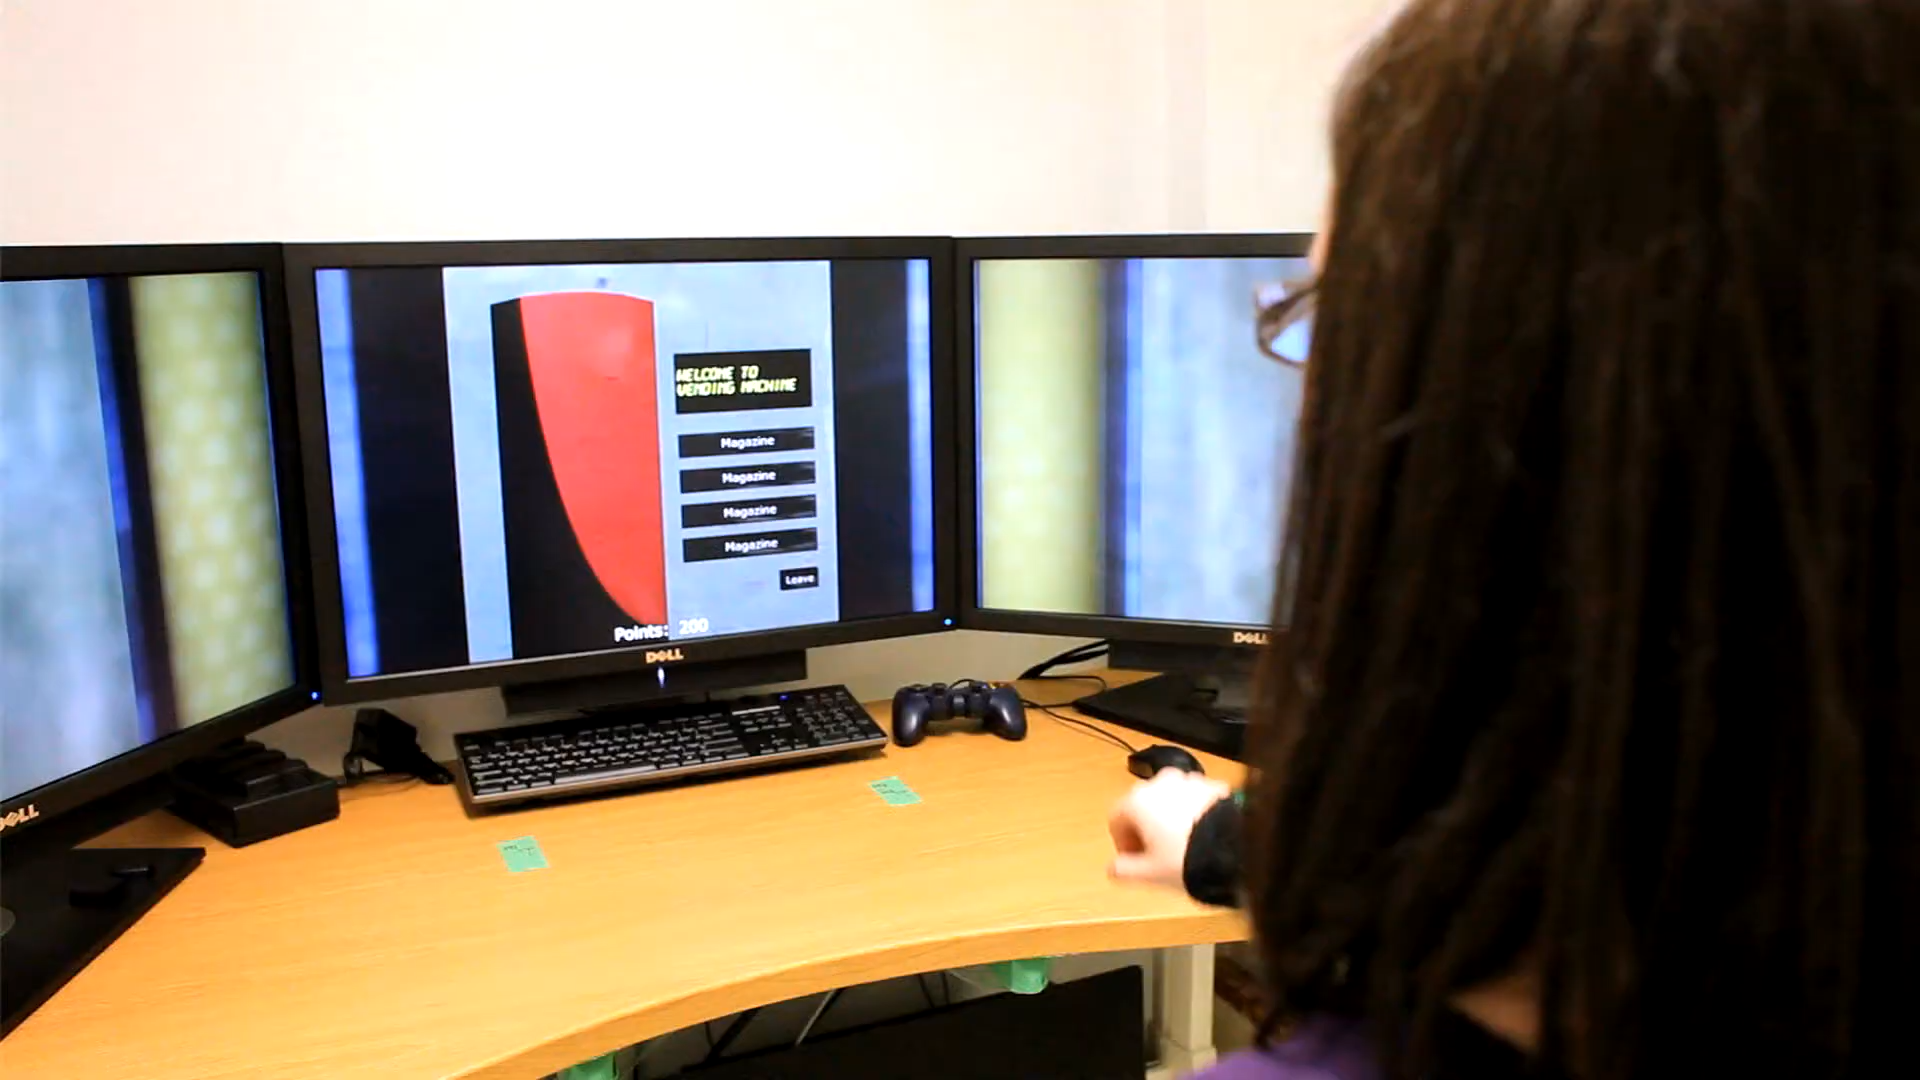 WELCOME TO
VENDING MACHINE
Magazine
Magazine
Magazine
Magazine
Leave
Points: 200
DELL
DELL
DELL